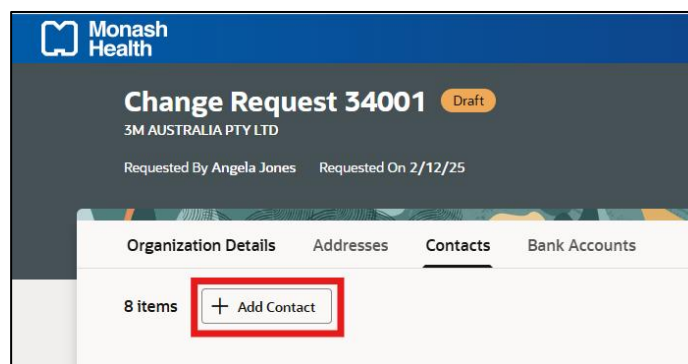 Monash
Health
Change Request 34001 Draft
3M AUSTRALIA PTY LTD
Requested By Angela Jones Requested On 2/12/25
Organization Details Addresses Contacts Bank Accounts
8 items + Add Contact